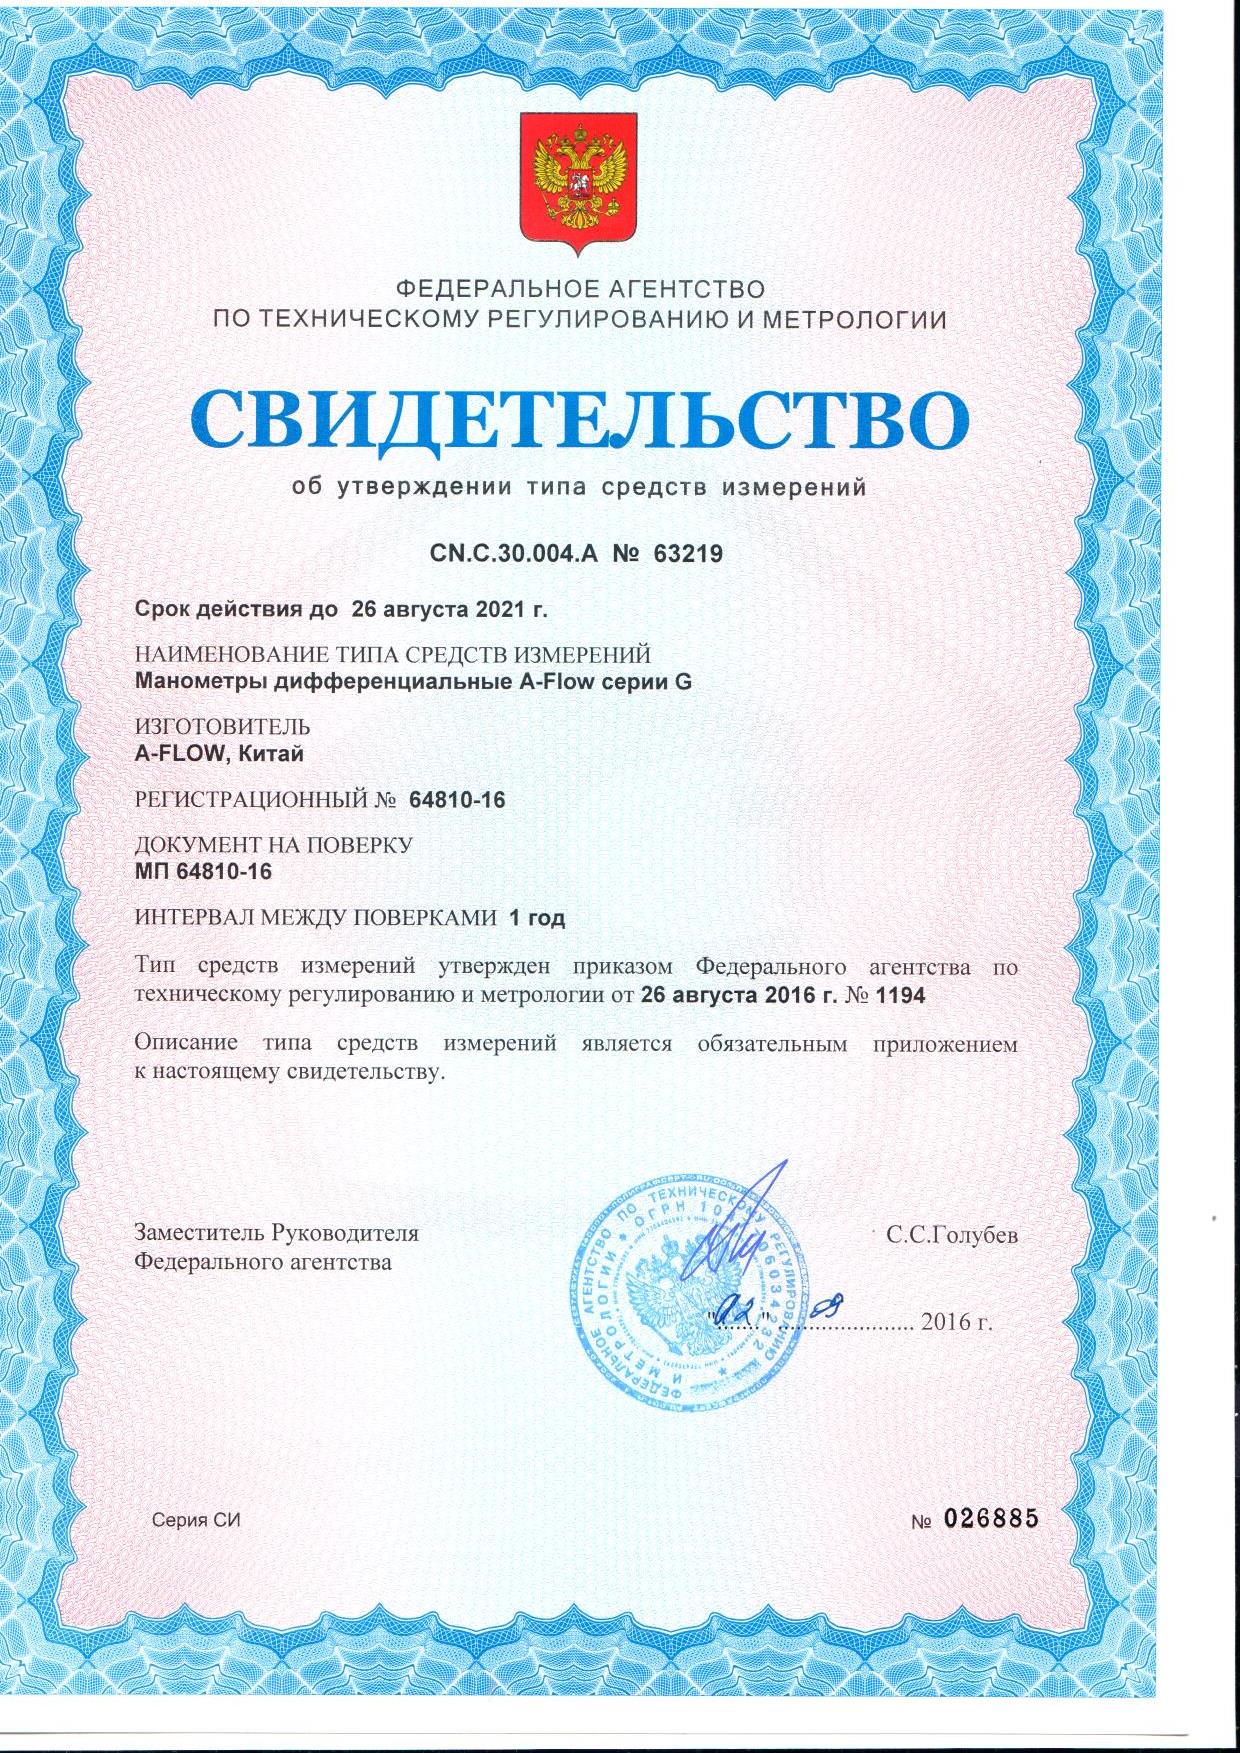 ФЕДЕРАЛЬНОЕ АГЕНТСТВО
ПО ТЕХНИЧЕСКОМУ РЕГУЛИРОВАНИЮ И МЕТРОЛОГИИ
СВИДЕТЕЛЬСТВО
об утверждении типа средств измерений
CN.C.30.004.A № 63219
Срок действия до 26 августа 2021 г.
НАИМЕНОВАНИЕ ТИПА СРЕДСТВ ИЗМЕРЕНИЙ
Манометры дифференциальные A-Flow серии G
ИЗГОТОВИТЕЛЬ
A-FLOW, Китай
РЕГИСТРАЦИОННЫЙ № 64810-16
ДОКУМЕНТ НА ПОВЕРКУ
МП 64810-16
ИНТЕРВАЛ МЕЖДУ ПОВЕРКАМИ 1 год
Тип средств измерений утвержден приказом Федерального агентства по
техническому регулированию и метрологии от 26 августа 2016 г. № 1194
Описание типа средств измерений является обязательным приложением
к настоящему свидетельству.
Заместитель Руководителя
Федерального агентства
С.С.Голубев
ФЕДЕРАЛЬНОЕ АГЕНТСТВО ПО ТЕХНИЧЕСКОМУ РЕГУЛИРОВАНИЮ
И МЕТРОЛОГИИ
ОГРН
"02" 09 2016 г.
Серия СИ
№ 026885